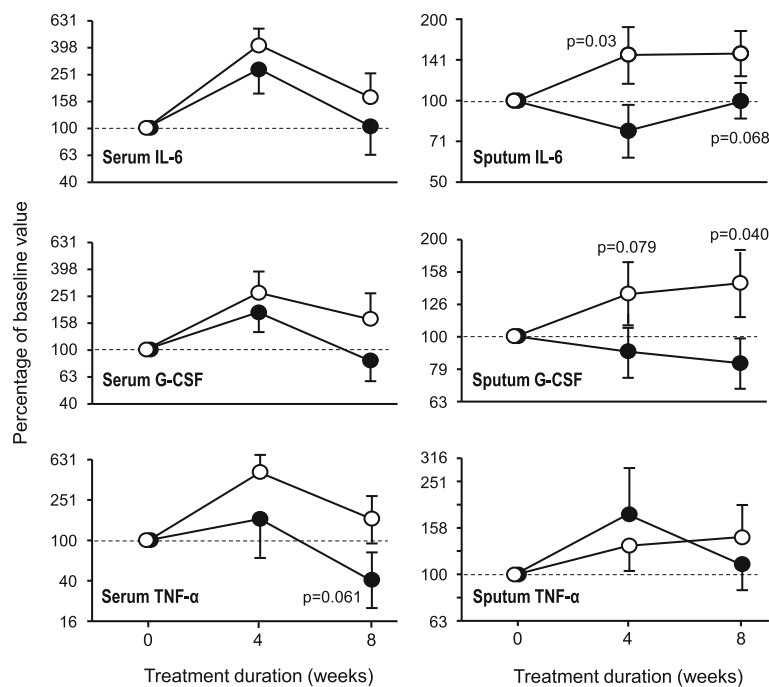 Percentage of baseline value
631
398
251
158
100
63
40
Serum IL-6
200
141
100
71
50
p=0.03
p=0.068
Sputum IL-6
631
398
251
158
100
63
40
Serum G-CSF
200
158
126
100
79
63
p=0.079
p=0.040
Sputum G-CSF
631
251
100
40
16
Serum TNF-α
p=0.061
0 4 8
Treatment duration (weeks)
316
251
158
100
63
Sputum TNF-α
0 4 8
Treatment duration (weeks)